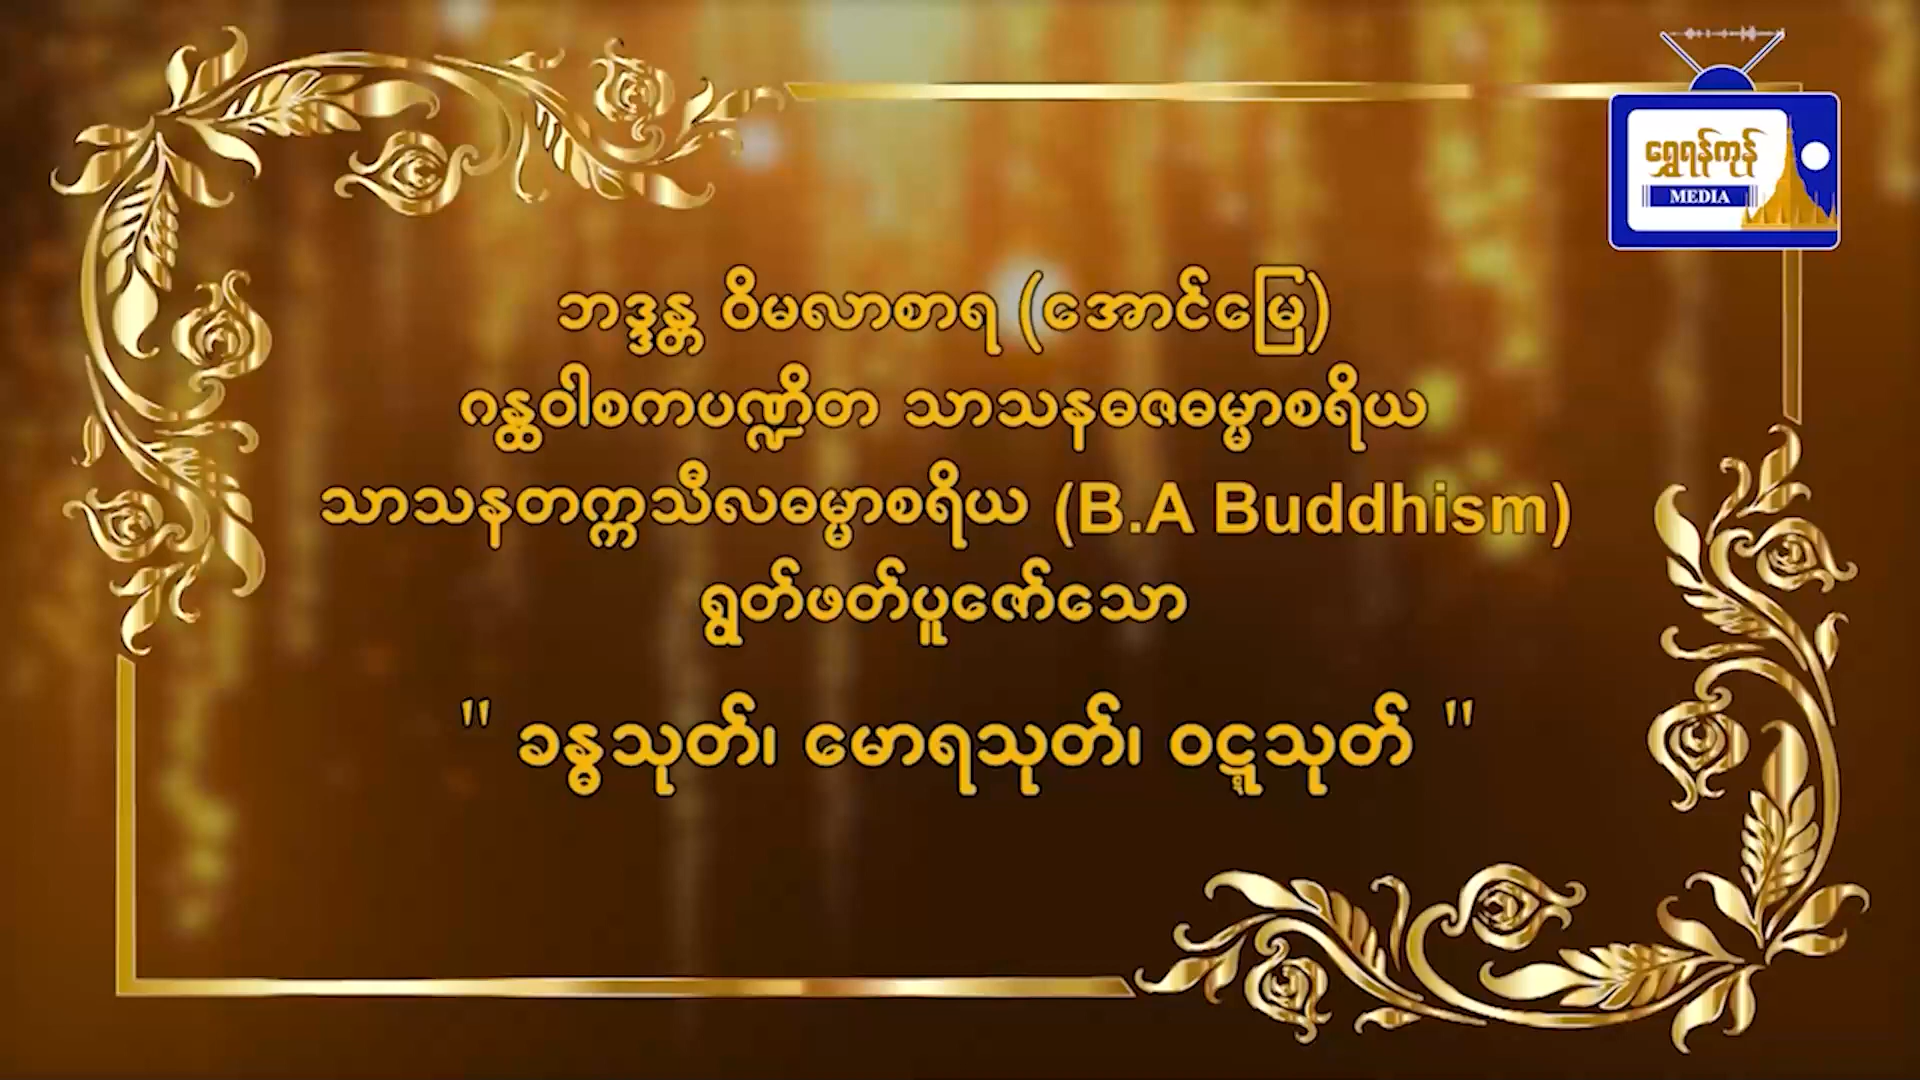 ရွှေရန်ကုန်
MEDIA
ဘဒ္ဒန္တ ဝိမလာစာရ (အောင်မြေ)
ဂန္ထဝါစကပဏ္ဍိတ သာသနဓဇဓမ္မာစရိယ
သာသနတက္ကသီလဓမ္မာစရိယ (B.A Buddhism)
ရွတ်ဖတ်ပူဇော်သော
" ခန္ဓသုတ်၊ မောရသုတ်၊ ဝဋ္ဋသုတ် "